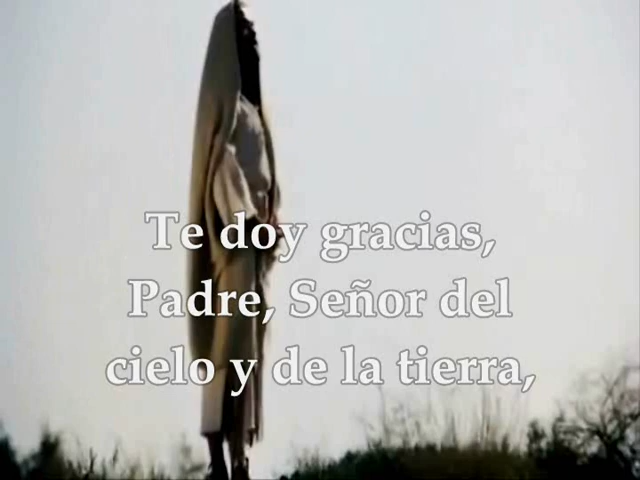 Te doy gracias,
Padre, Señor del
cielo y de la tierra,